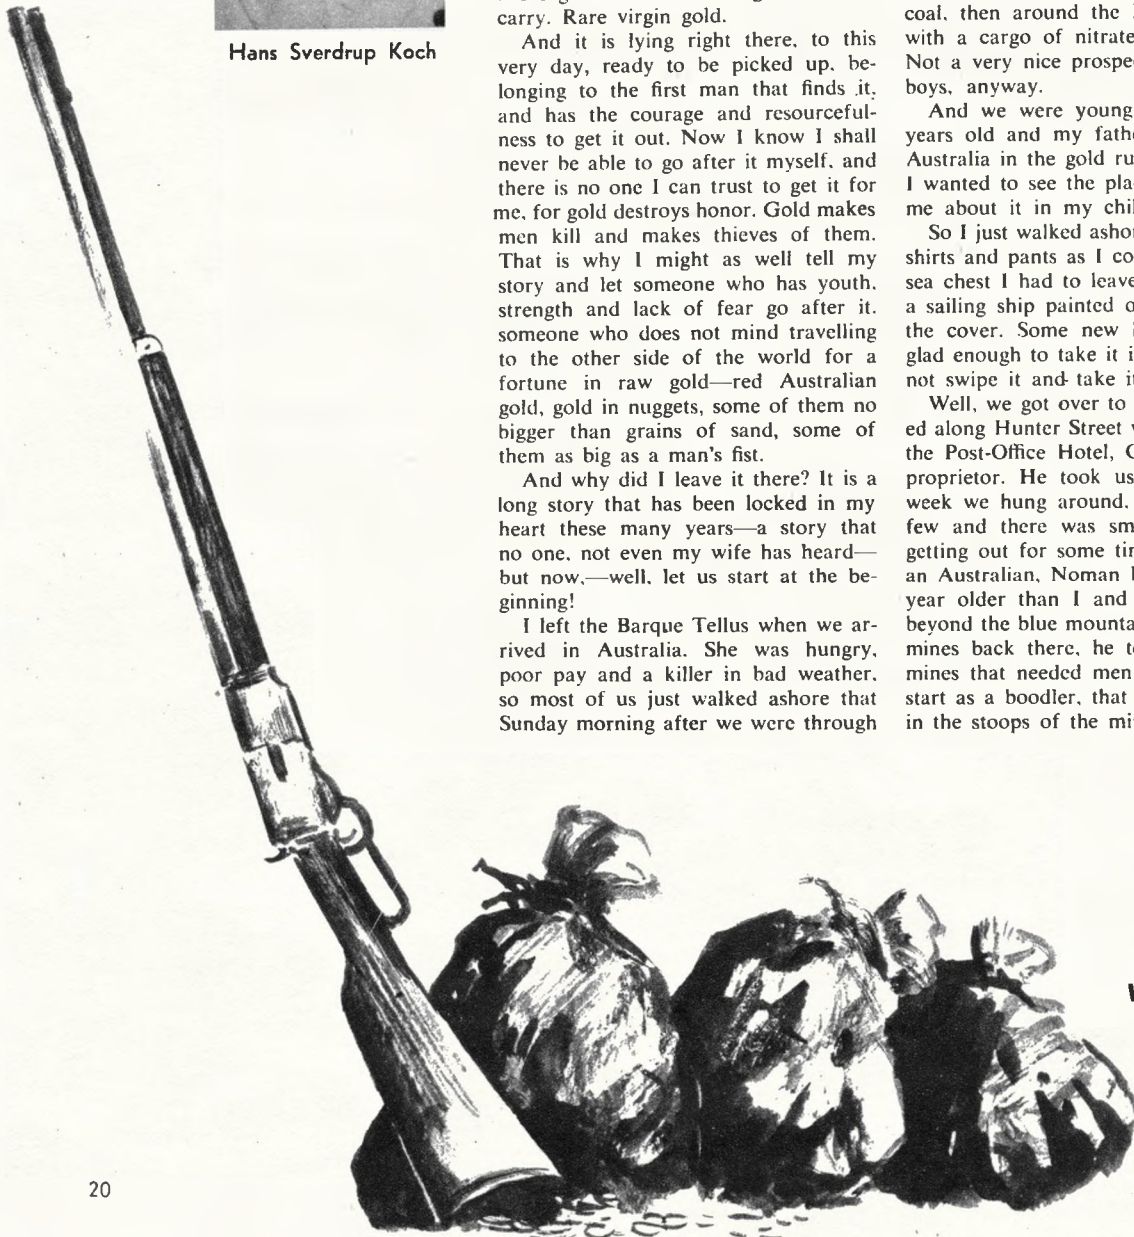 Hans Sverdrup Koch
carry. Rare virgin gold.
And it is lying right there, to this
very day, ready to be picked up, be-
longing to the first man that finds it,
and has the courage and resourceful-
ness to get it out. Now I know I shall
never be able to go after it myself, and
there is no one I can trust to get it for
me, for gold destroys honor. Gold makes
men kill and makes thieves of them.
That is why I might as well tell my
story and let someone who has youth,
strength and lack of fear go after it,
someone who does not mind travelling
to the other side of the world for a
fortune in raw gold—red Australian
gold, gold in nuggets, some of them no
bigger than grains of sand, some of
them as big as a man's fist.
And why did I leave it there? It is a
long story that has been locked in my
heart these many years—a story that
no one, not even my wife has heard—
but now,—well, let us start at the be-
ginning!
I left the Barque Tellus when we ar-
rived in Australia. She was hungry,
poor pay and a killer in bad weather,
so most of us just walked ashore that
Sunday morning after we were through
coal, then around the
with a cargo of nitrate
Not a very nice
boys, anyway.
And we were young
years old and my
Australia in the gold
I wanted to see the
me about it in my
So I just walked
shirts and pants as I
sea chest I had to leave
a sailing ship painted
the cover. Some new
glad enough to take it
not swipe it and take
Well, we got over to
ed along Hunter Street
the Post-Office Hotel,
proprietor. He took us
week we hung around.
few and there was
getting out for some
an Australian, Noman
year older than I and
beyond the blue
mines back there, he
mines that needed men
start as a boodler, that
in the stoops of the
20